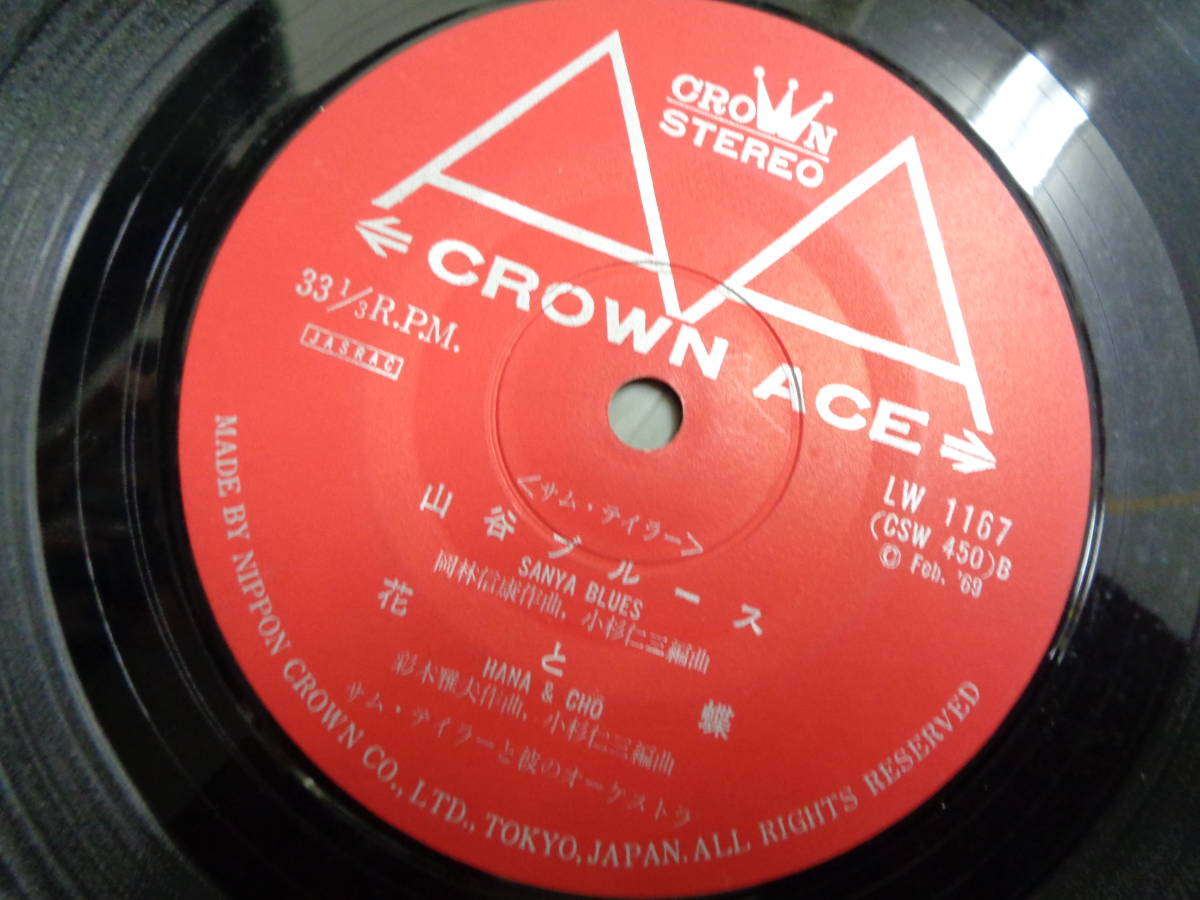 CROWN
STEREO
CROWN ACE
33 1/3 R.P.M.
JASRAC
LW 1167
(CSW 450)B
© Feb. '69
<サム・テイラー>
山谷ブルース
SANYA BLUES
岡林信康作曲, 小杉仁三編曲
花と蝶
HANA & CHO
彩木雅夫作曲, 小杉仁三編曲
サム・テイラーと彼のオーケストラ
MADE BY NIPPON CROWN CO., LTD., TOKYO, JAPAN. ALL RIGHTS RESERVED